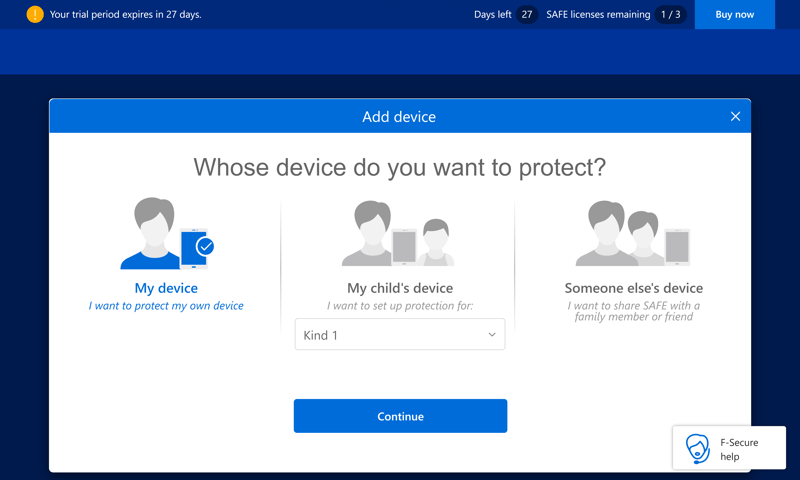 Your trial period expires in 27 days.
Days left 27 SAFE licenses remaining 1 / 3 Buy now
Add device
Whose device do you want to protect?
My device
I want to protect my own device
My child's device
I want to set up protection for:
Kind 1
Someone else's device
I want to share SAFE with a
family member or friend
Continue
F-Secure
help